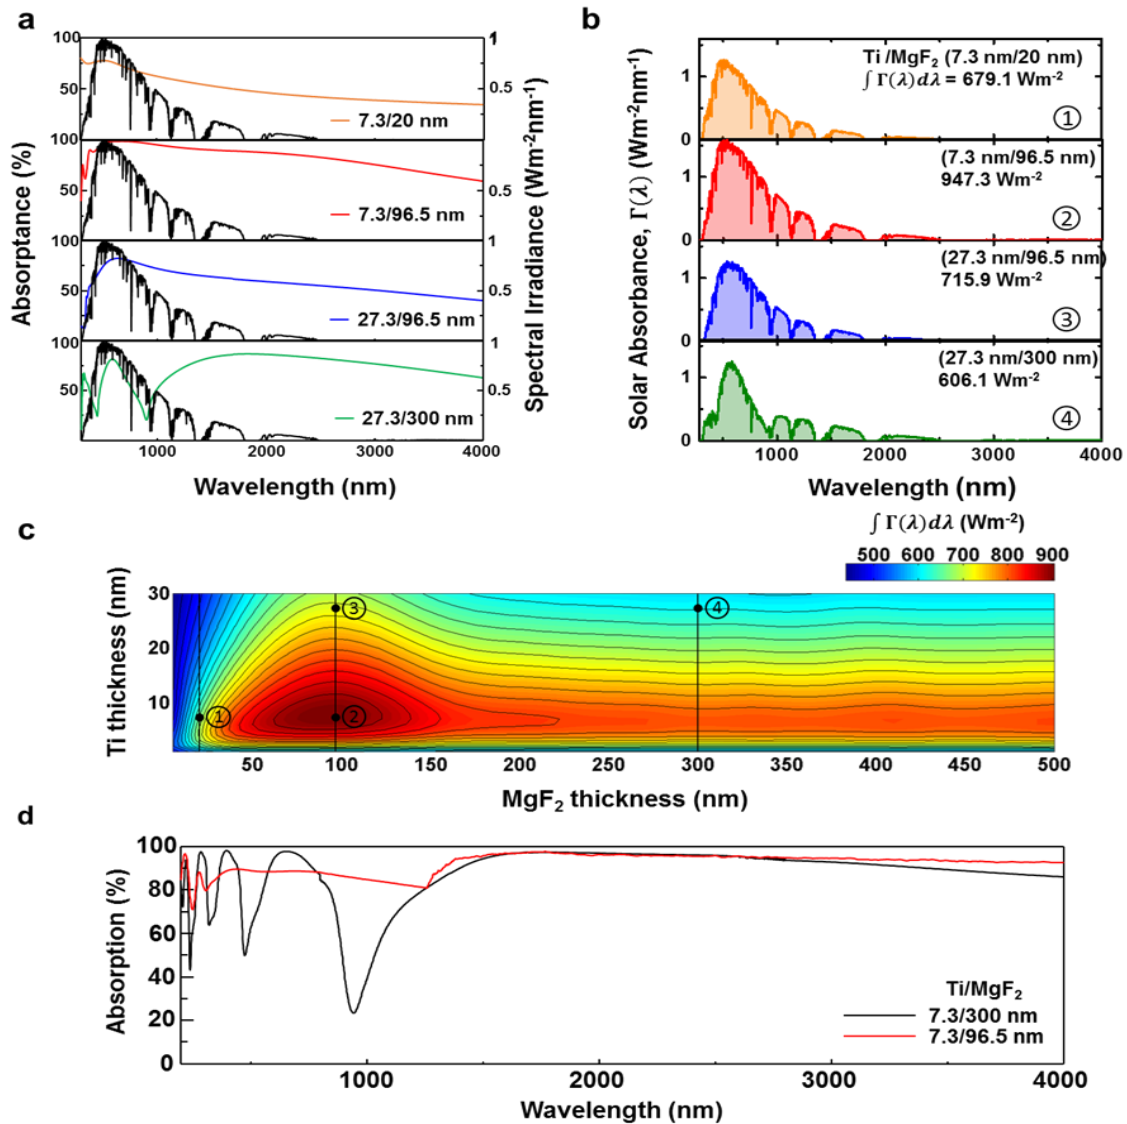 a
100
50
100
50
100
50
100
50
1
0.5
0.5
1
0.5
1
0.5
7.3/20 nm
7.3/96.5 nm
27.3/96.5 nm
27.3/300 nm
Absorptance (%)
Spectral Irradiance (Wm-2nm-1)
1000 2000 3000 4000
Wavelength (nm)
b
Solar Absorbance, Γ(λ) (Wm-2nm-1)
1
0
1
0
1
0
1
0
Ti /MgF2 (7.3 nm/20 nm)
∫ Γ(λ)dλ = 679.1 Wm-2
①
(7.3 nm/96.5 nm)
947.3 Wm-2
②
(27.3 nm/96.5 nm)
715.9 Wm-2
③
(27.3 nm/300 nm)
606.1 Wm-2
④
1000 2000 3000 4000
Wavelength (nm)
c
∫ Γ(λ)dλ (Wm-2)
500 600 700 800 900
Ti thickness (nm)
30
20
10
① ② ③ ④
50 100 150 200 250 300 350 400 450 500
MgF2 thickness (nm)
d
Absorption (%)
100
80
60
40
20
0
Ti/MgF2
7.3/300 nm
7.3/96.5 nm
1000 2000 3000 4000
Wavelength (nm)